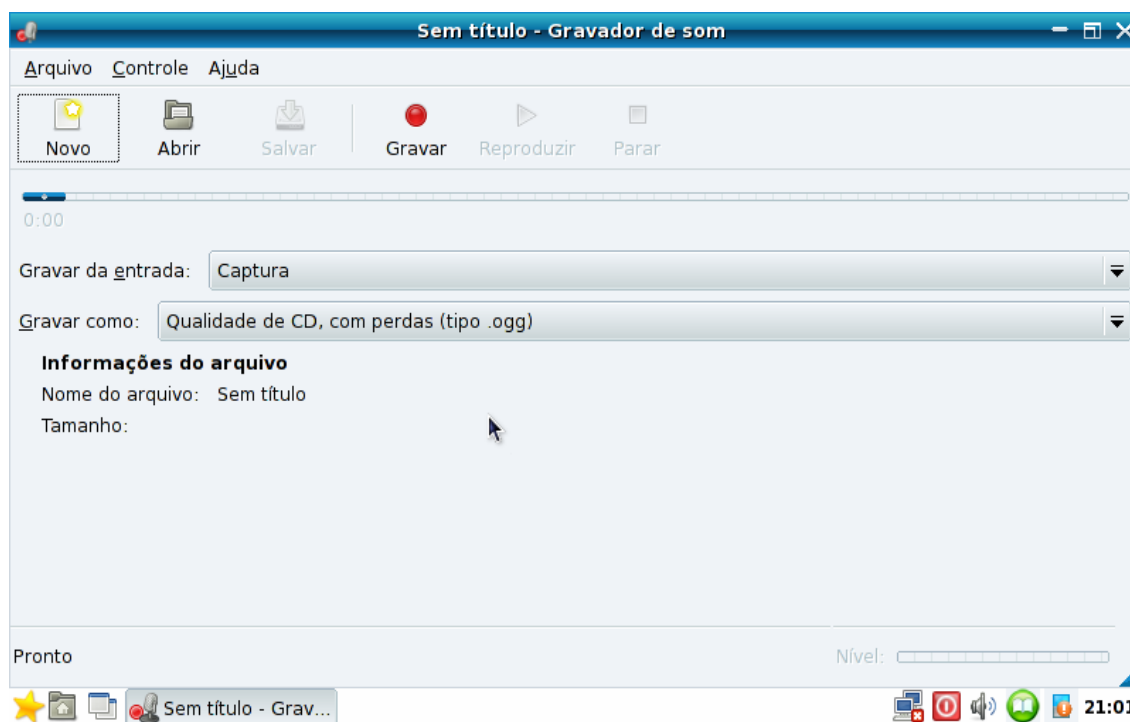 Sem título - Gravador de som
Arquivo Controle Ajuda
Novo Abrir Salvar Gravar Reproduzir Parar
0:00
Gravar da entrada: Captura
Gravar como: Qualidade de CD, com perdas (tipo .ogg)
Informações do arquivo
Nome do arquivo: Sem título
Tamanho:
Pronto Nível:
Sem título - Grav... 21:01